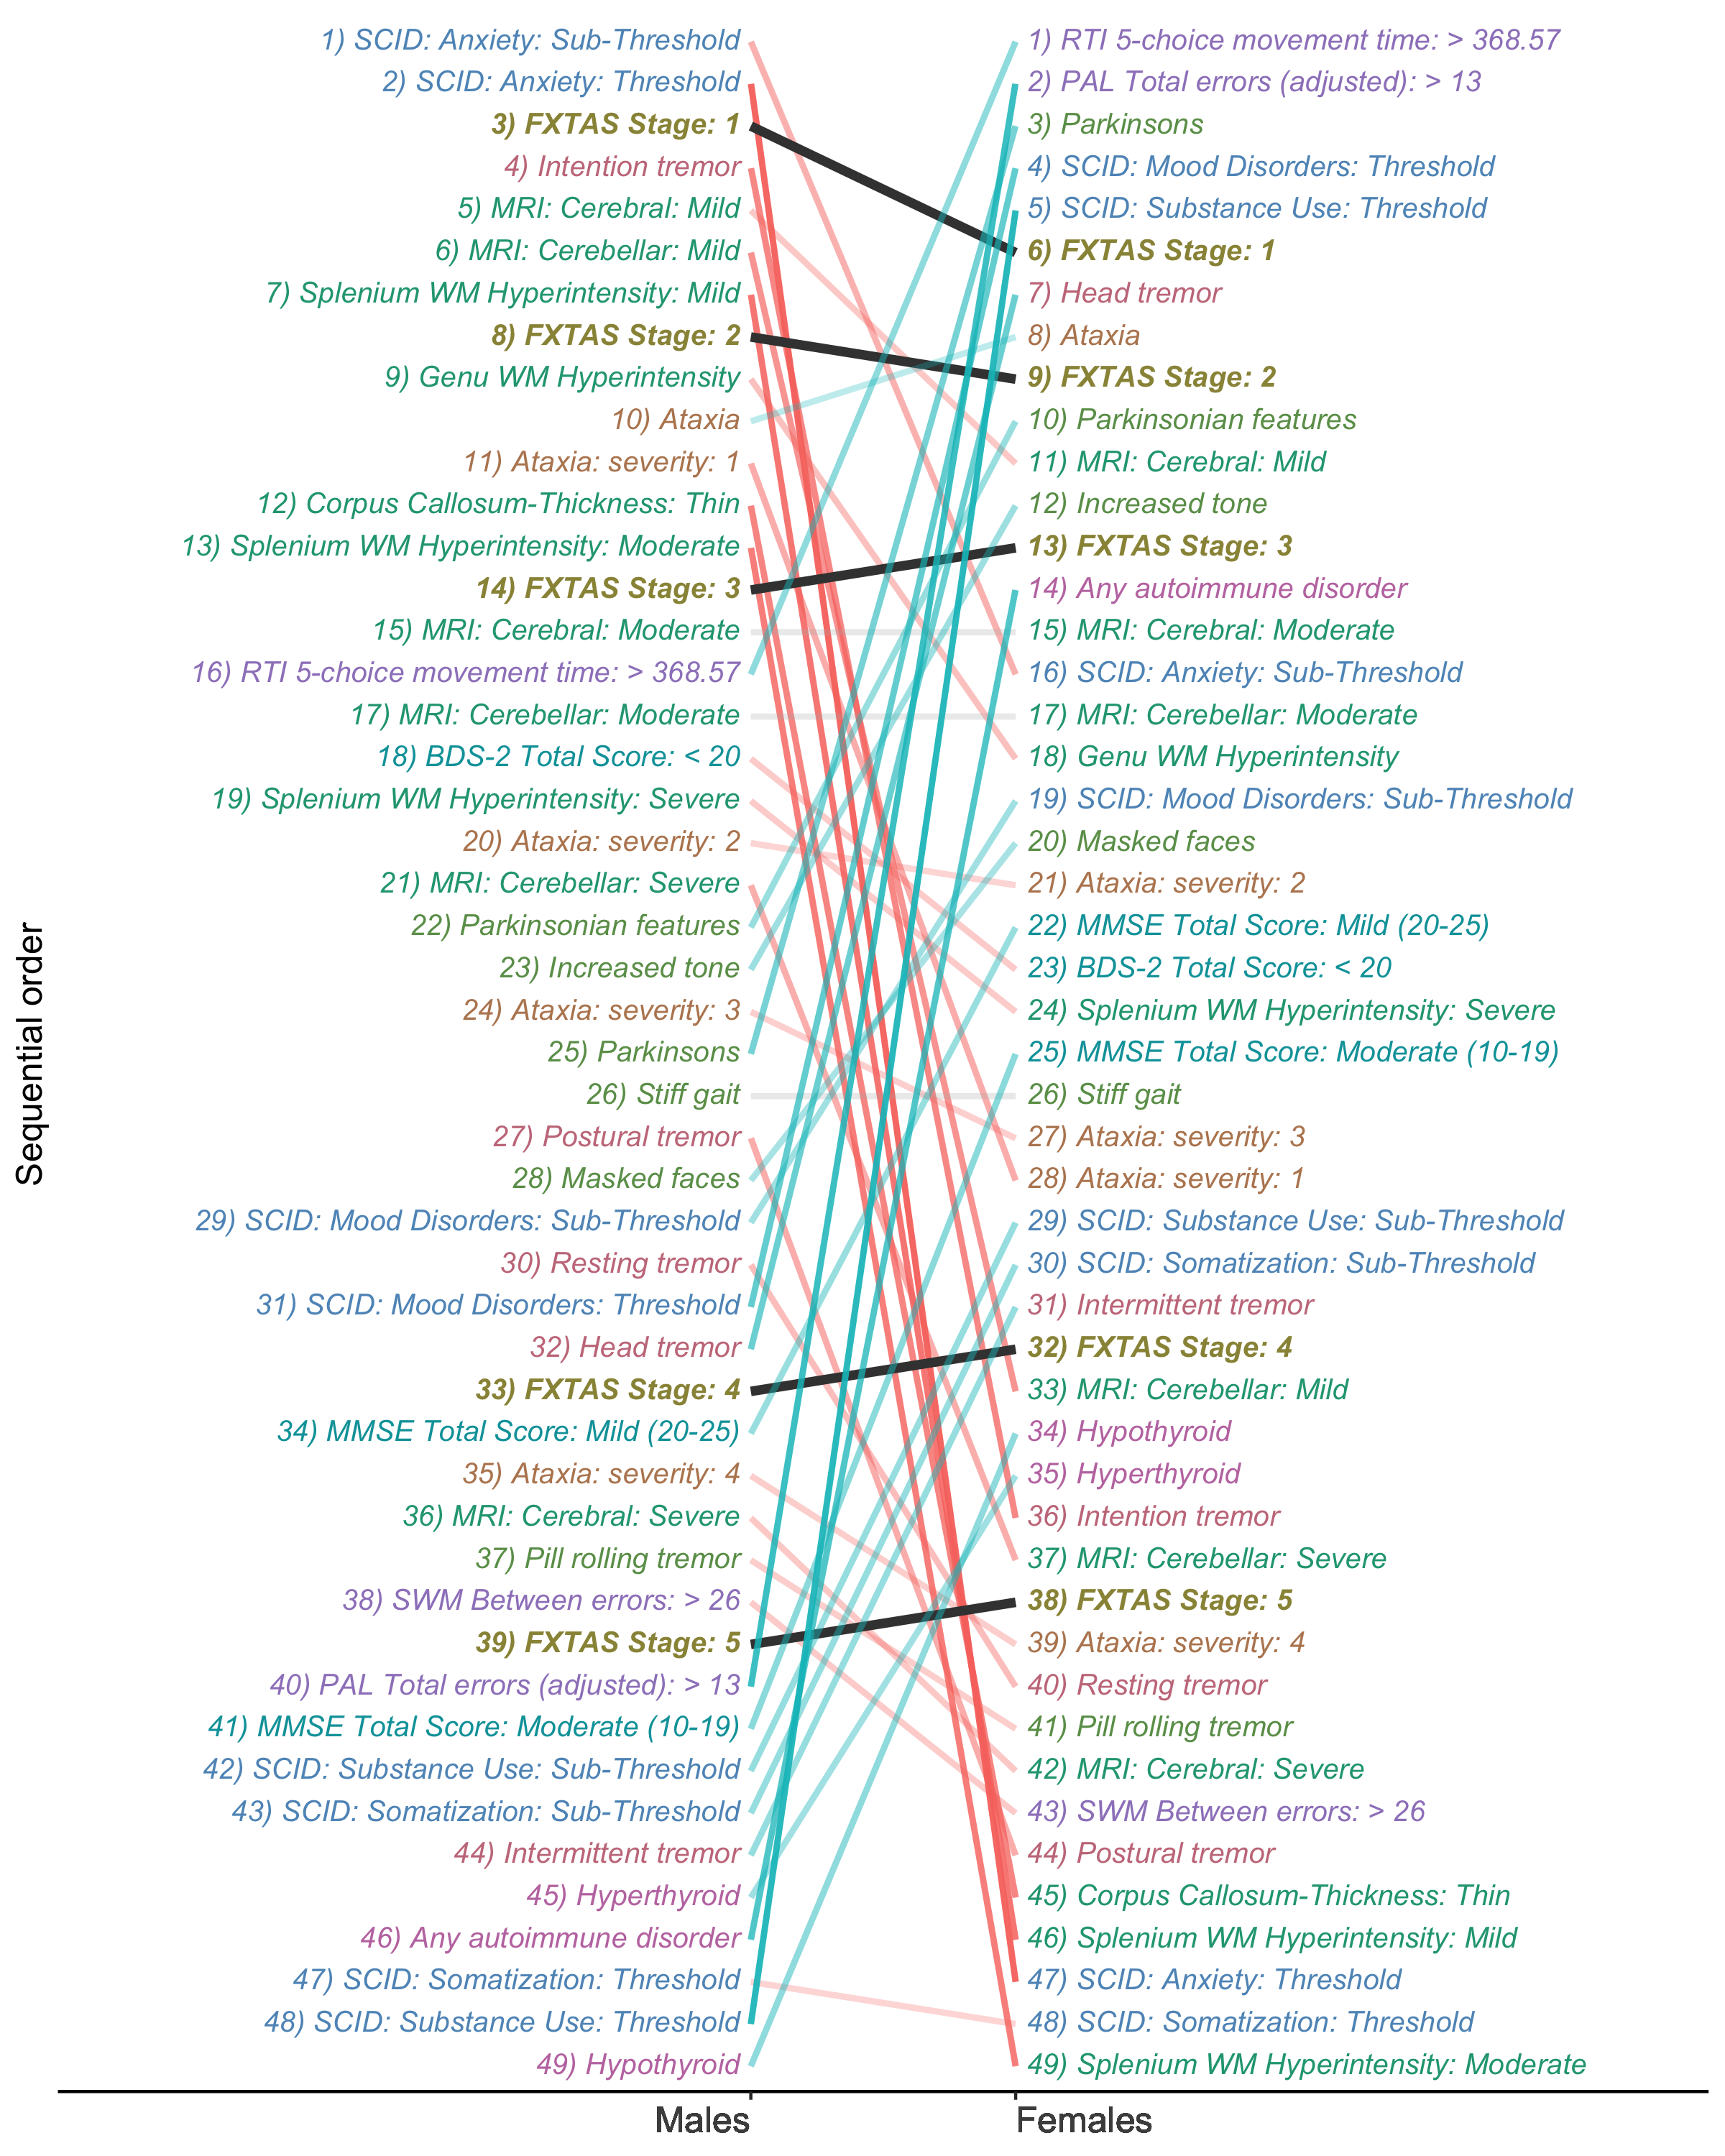 Sequential order
1) SCID: Anxiety: Sub-Threshold
2) SCID: Anxiety: Threshold
3) FXTAS Stage: 1
4) Intention tremor
5) MRI: Cerebral: Mild
6) MRI: Cerebellar: Mild
7) Splenium WM Hyperintensity: Mild
8) FXTAS Stage: 2
9) Genu WM Hyperintensity
10) Ataxia
11) Ataxia: severity: 1
12) Corpus Callosum-Thickness: Thin
13) Splenium WM Hyperintensity: Moderate
14) FXTAS Stage: 3
15) MRI: Cerebral: Moderate
16) RTI 5-choice movement time: > 368.57
17) MRI: Cerebellar: Moderate
18) BDS-2 Total Score: < 20
19) Splenium WM Hyperintensity: Severe
20) Ataxia: severity: 2
21) MRI: Cerebellar: Severe
22) Parkinsonian features
23) Increased tone
24) Ataxia: severity: 3
25) Parkinsons
26) Stiff gait
27) Postural tremor
28) Masked faces
29) SCID: Mood Disorders: Sub-Threshold
30) Resting tremor
31) SCID: Mood Disorders: Threshold
32) Head tremor
33) FXTAS Stage: 4
34) MMSE Total Score: Mild (20-25)
35) Ataxia: severity: 4
36) MRI: Cerebral: Severe
37) Pill rolling tremor
38) SWM Between errors: > 26
39) FXTAS Stage: 5
40) PAL Total errors (adjusted): > 13
41) MMSE Total Score: Moderate (10-19)
42) SCID: Substance Use: Sub-Threshold
43) SCID: Somatization: Sub-Threshold
44) Intermittent tremor
45) Hyperthyroid
46) Any autoimmune disorder
47) SCID: Somatization: Threshold
48) SCID: Substance Use: Threshold
49) Hypothyroid
Males
1) RTI 5-choice movement time: > 368.57
2) PAL Total errors (adjusted): > 13
3) Parkinsons
4) SCID: Mood Disorders: Threshold
5) SCID: Substance Use: Threshold
6) FXTAS Stage: 1
7) Head tremor
8) Ataxia
9) FXTAS Stage: 2
10) Parkinsonian features
11) MRI: Cerebral: Mild
12) Increased tone
13) FXTAS Stage: 3
14) Any autoimmune disorder
15) MRI: Cerebral: Moderate
16) SCID: Anxiety: Sub-Threshold
17) MRI: Cerebellar: Moderate
18) Genu WM Hyperintensity
19) SCID: Mood Disorders: Sub-Threshold
20) Masked faces
21) Ataxia: severity: 2
22) MMSE Total Score: Mild (20-25)
23) BDS-2 Total Score: < 20
24) Splenium WM Hyperintensity: Severe
25) MMSE Total Score: Moderate (10-19)
26) Stiff gait
27) Ataxia: severity: 3
28) Ataxia: severity: 1
29) SCID: Substance Use: Sub-Threshold
30) SCID: Somatization: Sub-Threshold
31) Intermittent tremor
32) FXTAS Stage: 4
33) MRI: Cerebellar: Mild
34) Hypothyroid
35) Hyperthyroid
36) Intention tremor
37) MRI: Cerebellar: Severe
38) FXTAS Stage: 5
39) Ataxia: severity: 4
40) Resting tremor
41) Pill rolling tremor
42) MRI: Cerebral: Severe
43) SWM Between errors: > 26
44) Postural tremor
45) Corpus Callosum-Thickness: Thin
46) Splenium WM Hyperintensity: Mild
47) SCID: Anxiety: Threshold
48) SCID: Somatization: Threshold
49) Splenium WM Hyperintensity: Moderate
Females